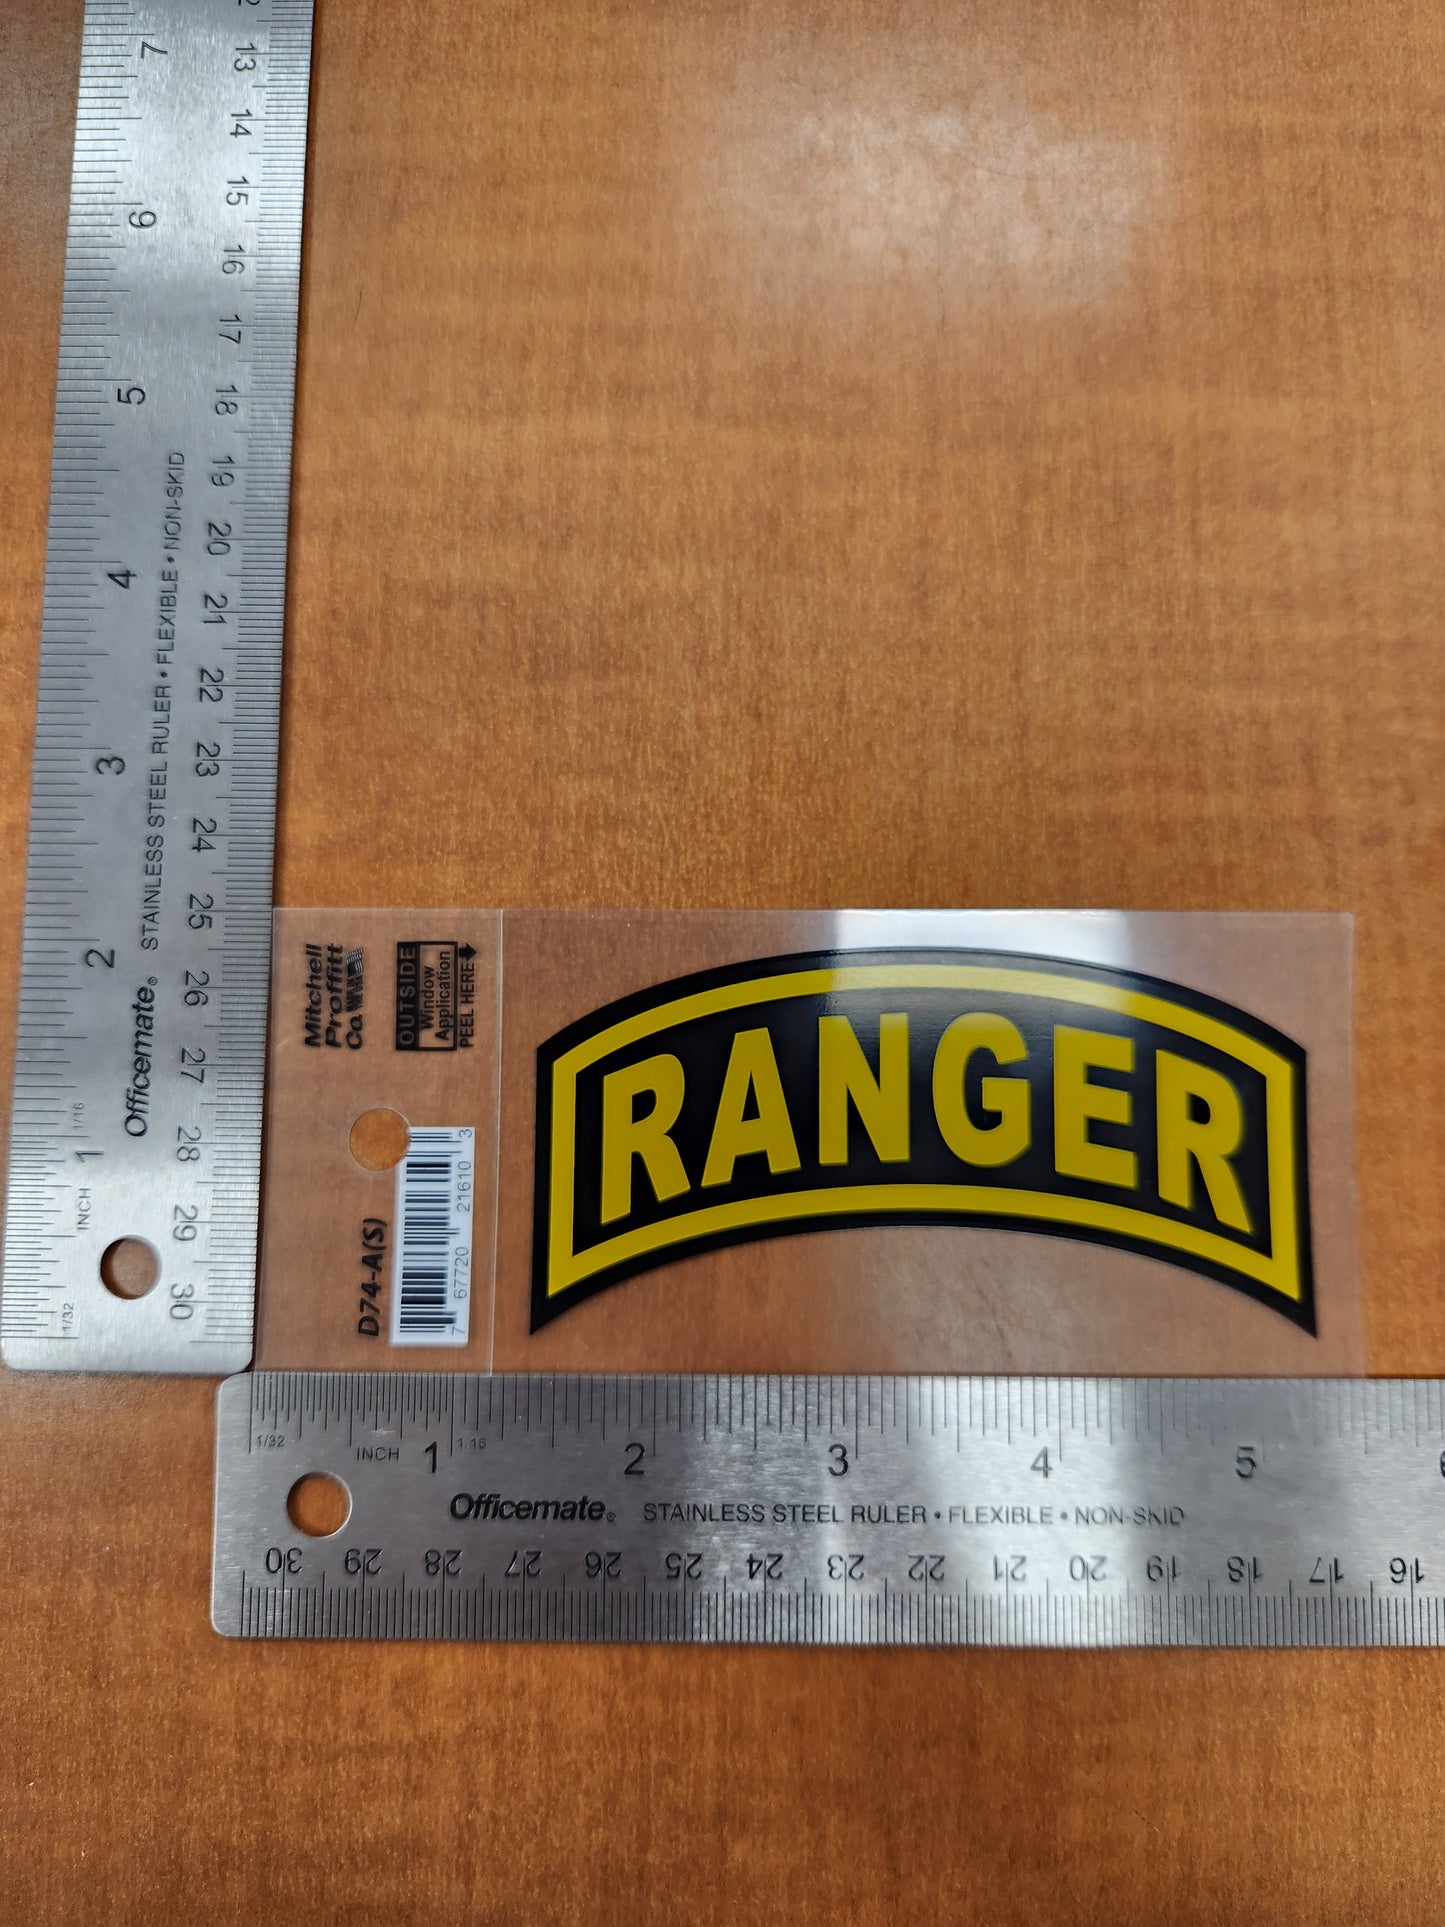 2
13
7
14
15
6
16
17
5
18
19
20
4
21
22
3
23
24
25
2
26
27
1
28
29
30
STAINLESS STEEL RULER • FLEXIBLE • NON-SKID
Officemate®
1/16
INCH
1/32
Mitchell
Proffitt
Co.
OUTSIDE
Window
Application
PEEL HERE
D74-A(S)
7 67720 21610 3
RANGER
1/32
INCH
1
1/16
2
3
4
5
6
Officemate® STAINLESS STEEL RULER • FLEXIBLE • NON-SKID
30 29 28 27 26 25 24 23 22 21 20 19 18 17 16